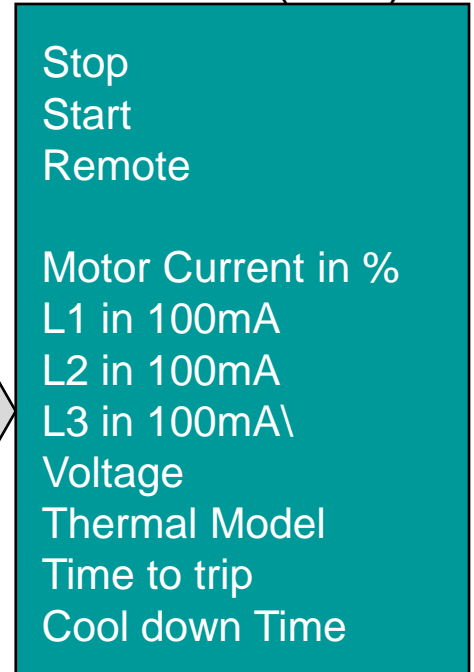 Stop
Start
Remote
Motor Current in %
L1 in 100mA
L2 in 100mA
L3 in 100mA\
Voltage
Thermal Model
Time to trip
Cool down Time